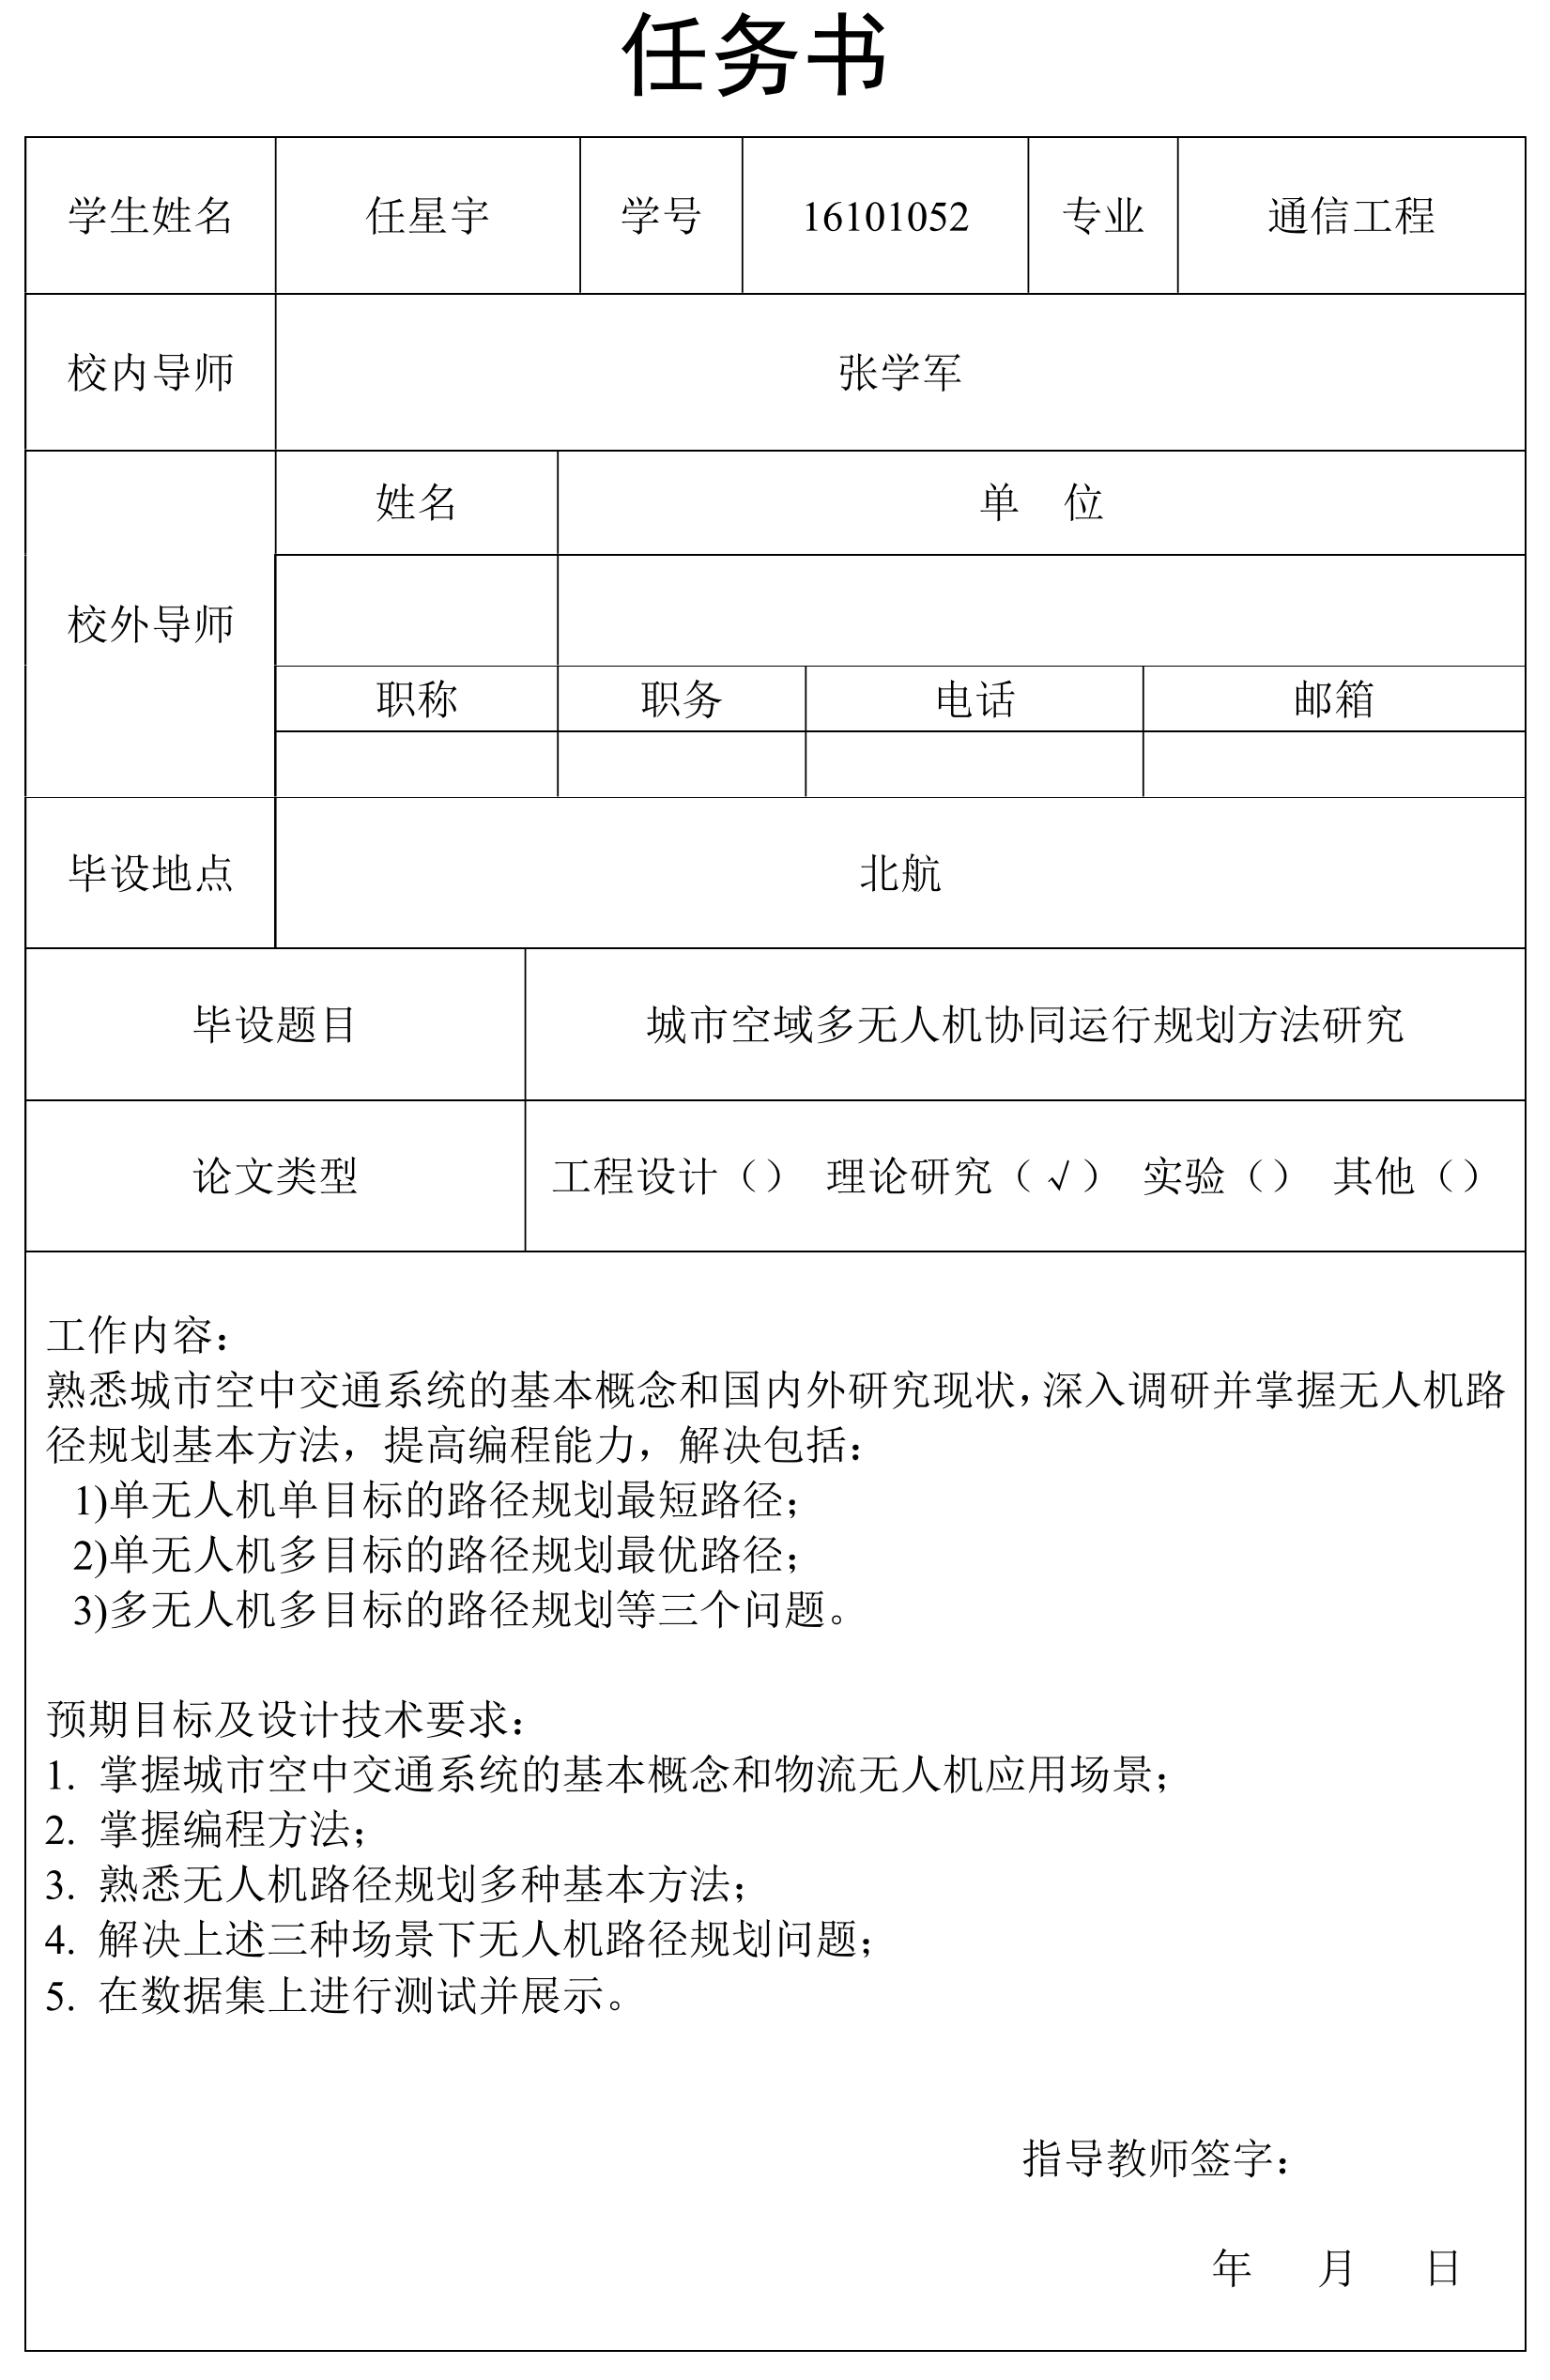 任务书
学生姓名 任星宇 学号 16101052 专业 通信工程
校内导师 张学军
姓名 单 位
校外导师
职称 职务 电话 邮箱
毕设地点 北航
毕设题目 城市空域多无人机协同运行规划方法研究
论文类型 工程设计（） 理论研究（√） 实验（） 其他（）
工作内容：
熟悉城市空中交通系统的基本概念和国内外研究现状，深入调研并掌握无人机路
径规划基本方法，提高编程能力，解决包括：
1)单无人机单目标的路径规划最短路径；
2)单无人机多目标的路径规划最优路径；
3)多无人机多目标的路径规划等三个问题。
预期目标及设计技术要求：
1. 掌握城市空中交通系统的基本概念和物流无人机应用场景；
2. 掌握编程方法；
3. 熟悉无人机路径规划多种基本方法；
4. 解决上述三种场景下无人机路径规划问题；
5. 在数据集上进行测试并展示。
指导教师签字：
年 月 日